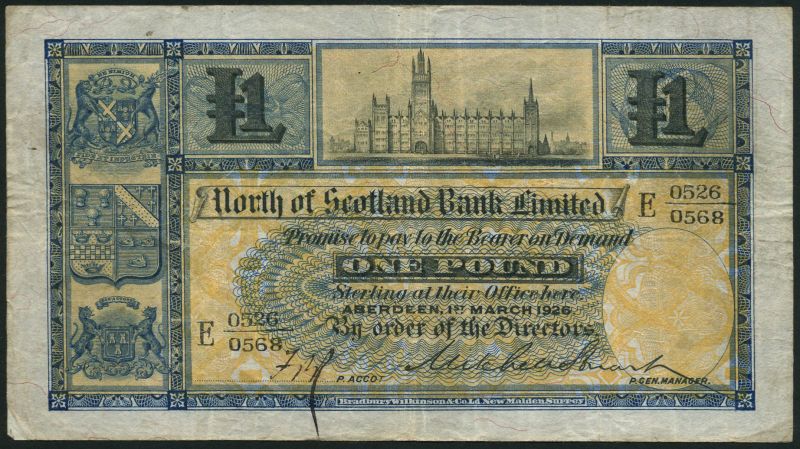 £1
£1
North of Scotland Bank Limited
E 0526/0568
Promise to pay to the Bearer on Demand
ONE POUND
Sterling at their Office here
ABERDEEN, 1ST MARCH 1926
E 0526/0568
By order of the Directors
P. ACCOT
P. GEN. MANAGER.
Bradbury Wilkinson & Co Ld New Malden Surrey